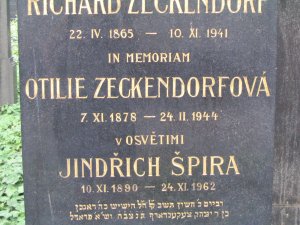 RICHARD ZECKENDORF
22. IV. 1865 — 10. XI. 1941
IN MEMORIAM
OTILIE ZECKENDORFOVÁ
7. XI. 1878 — 24. II. 1944
V OSVĚTIMI
JINDŘICH ŠPIRA
10. XI. 1890 — 24. XI. 1962